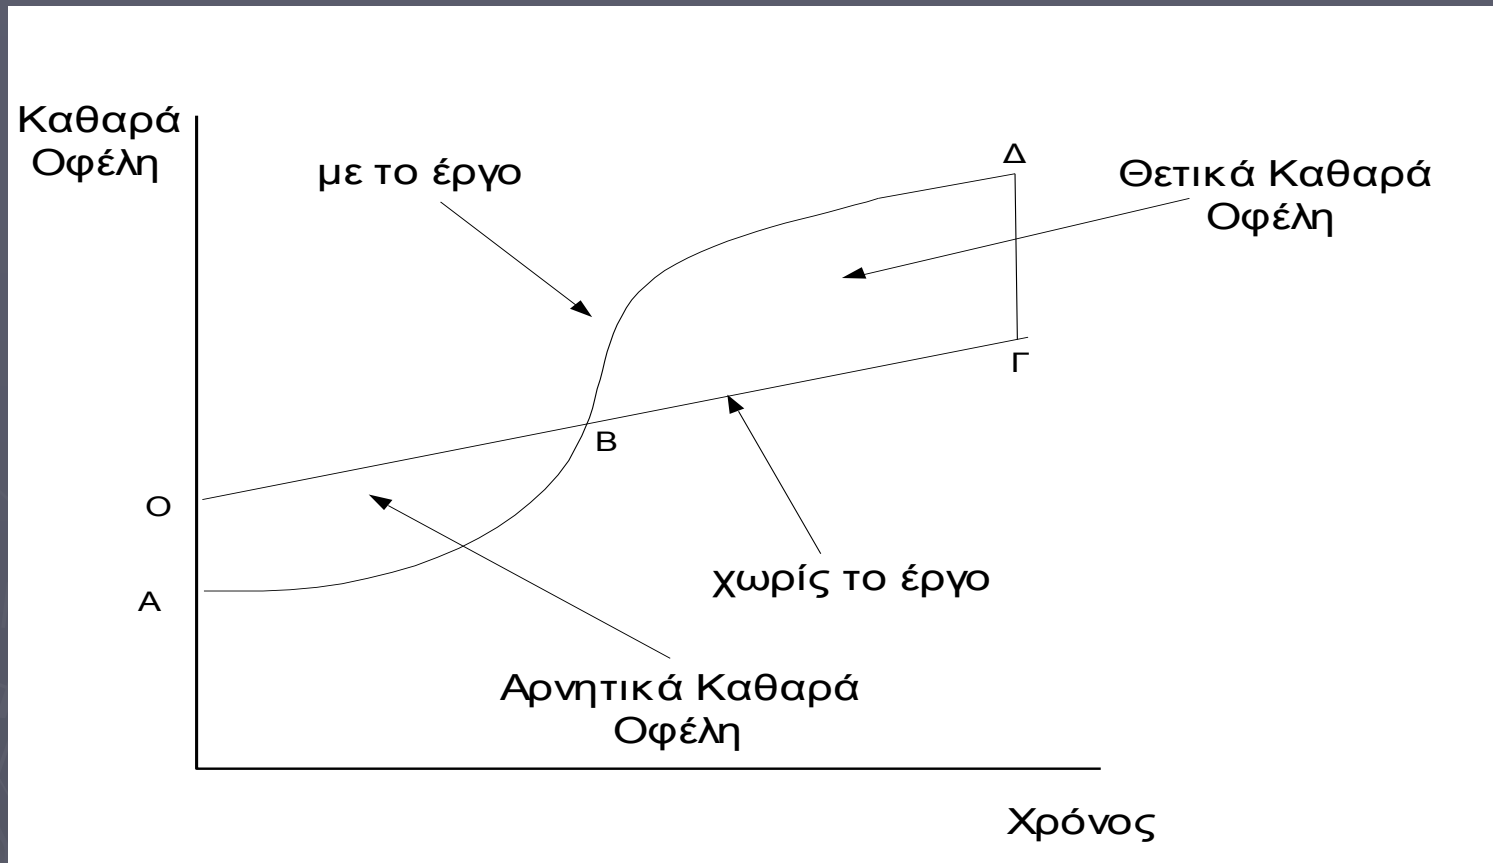 Καθαρά
Οφέλη
με το έργο
Δ
Θετικά Καθαρά
Οφέλη
Γ
Β
Ο
Α
χωρίς το έργο
Αρνητικά Καθαρά
Οφέλη
Χρόνος